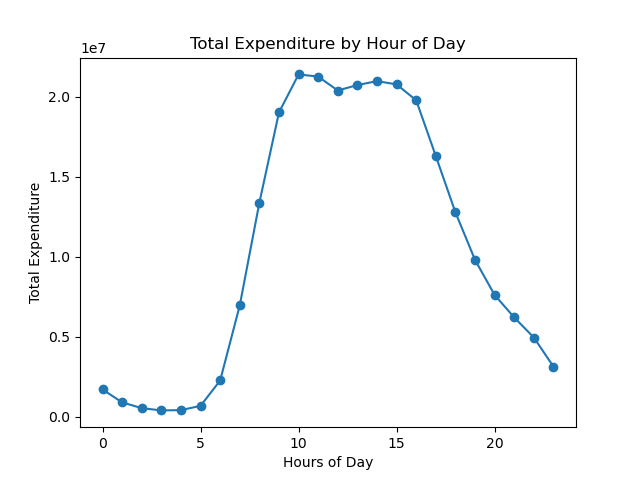 Total Expenditure by Hour of Day
1e7
2.0
1.5
1.0
0.5
0.0
Total Expenditure
0 5 10 15 20
Hours of Day